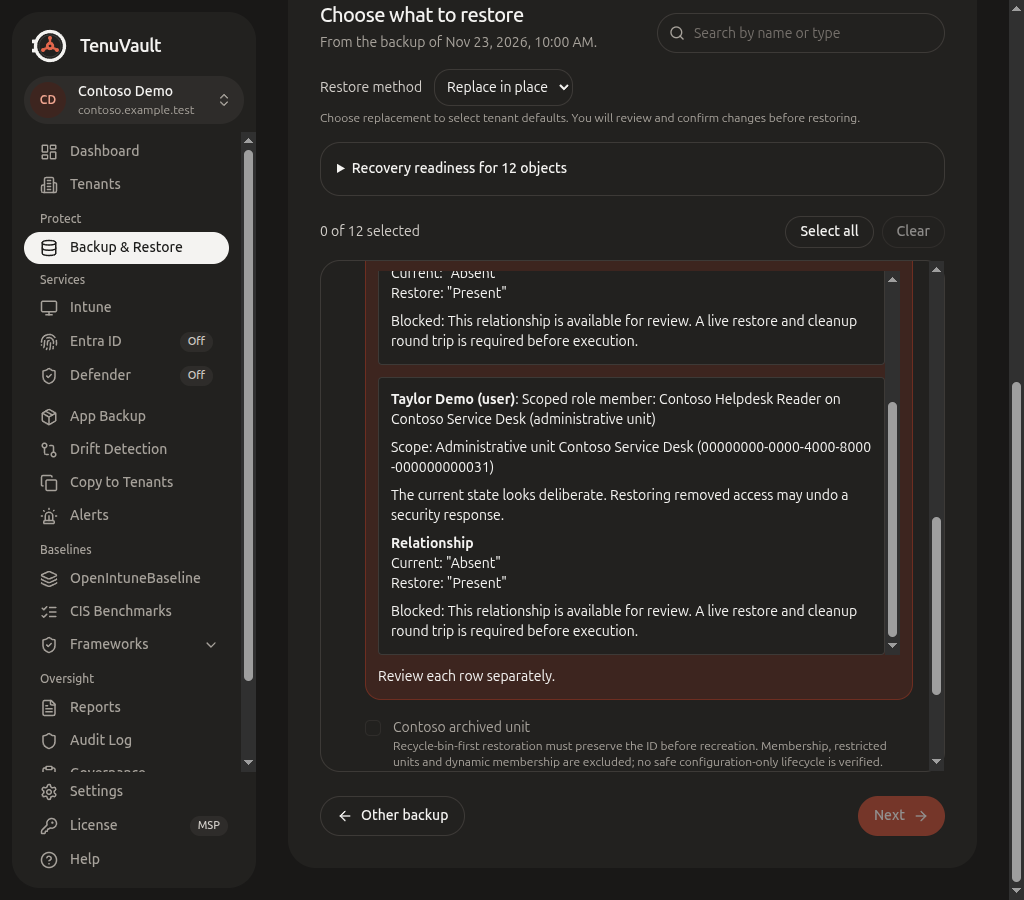 TenuVault
CD
Contoso Demo
contoso.example.test
Dashboard
Tenants
Protect
Backup & Restore
Services
Intune
Entra ID
Off
Defender
Off
App Backup
Drift Detection
Copy to Tenants
Alerts
Baselines
OpenIntuneBaseline
CIS Benchmarks
Frameworks
Oversight
Reports
Audit Log
Governance
Settings
License
MSP
Help
Choose what to restore
From the backup of Nov 23, 2026, 10:00 AM.
Search by name or type
Restore method
Replace in place
Choose replacement to select tenant defaults. You will review and confirm changes before restoring.
Recovery readiness for 12 objects
0 of 12 selected
Select all
Clear
Current: "Absent"
Restore: "Present"
Blocked: This relationship is available for review. A live restore and cleanup
round trip is required before execution.
Taylor Demo (user): Scoped role member: Contoso Helpdesk Reader on
Contoso Service Desk (administrative unit)
Scope: Administrative unit Contoso Service Desk (00000000-0000-4000-8000
-000000000031)
The current state looks deliberate. Restoring removed access may undo a
security response.
Relationship
Current: "Absent"
Restore: "Present"
Blocked: This relationship is available for review. A live restore and cleanup
round trip is required before execution.
Review each row separately.
Contoso archived unit
Recycle-bin-first restoration must preserve the ID before recreation. Membership, restricted
units and dynamic membership are excluded; no safe configuration-only lifecycle is verified.
Other backup
Next